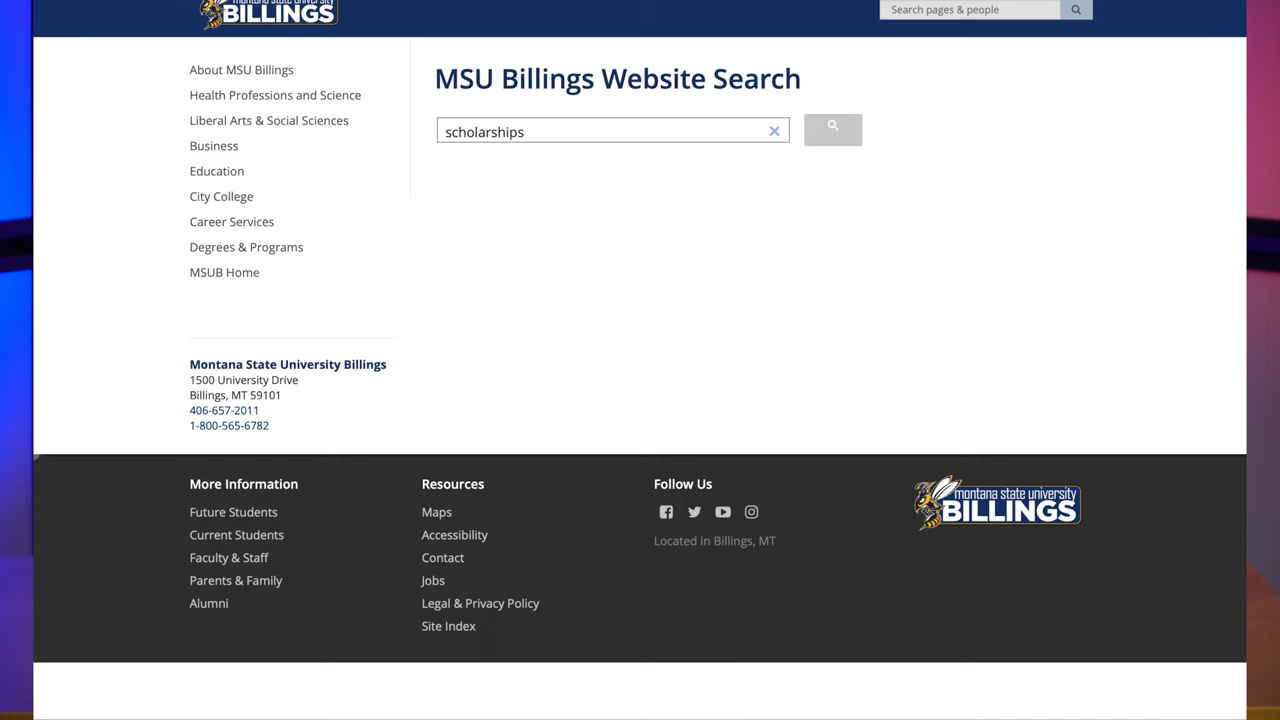 montana state university
BILLINGS
Search pages & people
About MSU Billings
Health Professions and Science
Liberal Arts & Social Sciences
Business
Education
City College
Career Services
Degrees & Programs
MSUB Home
MSU Billings Website Search
scholarships
Montana State University Billings
1500 University Drive
Billings, MT 59101
406-657-2011
1-800-565-6782
More Information
Future Students
Current Students
Faculty & Staff
Parents & Family
Alumni
Resources
Maps
Accessibility
Contact
Jobs
Legal & Privacy Policy
Site Index
Follow Us
Located in Billings, MT
montana state university
BILLINGS